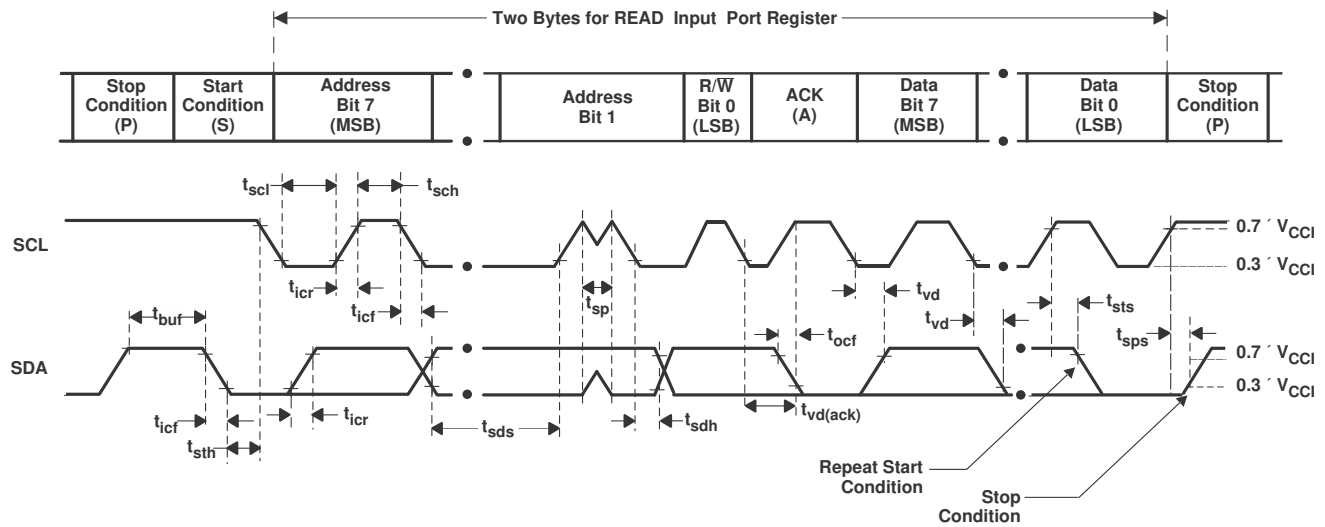 Two Bytes for READ Input Port Register
Stop
Condition
(P)
Start
Condition
(S)
Address
Bit 7
(MSB)
Address
Bit 1
R/W̅
Bit 0
(LSB)
ACK
(A)
Data
Bit 7
(MSB)
Data
Bit 0
(LSB)
Stop
Condition
(P)
tscl
tsch
SCL
0.7 ´ VCCI
0.3 ´ VCCI
ticr
ticf
tsp
tvd
tvd
tsts
tbuf
tocf
tsps
SDA
0.7 ´ VCCI
0.3 ´ VCCI
ticf
ticr
tsth
tsds
tsdh
tvd(ack)
Repeat Start
Condition
Stop
Condition